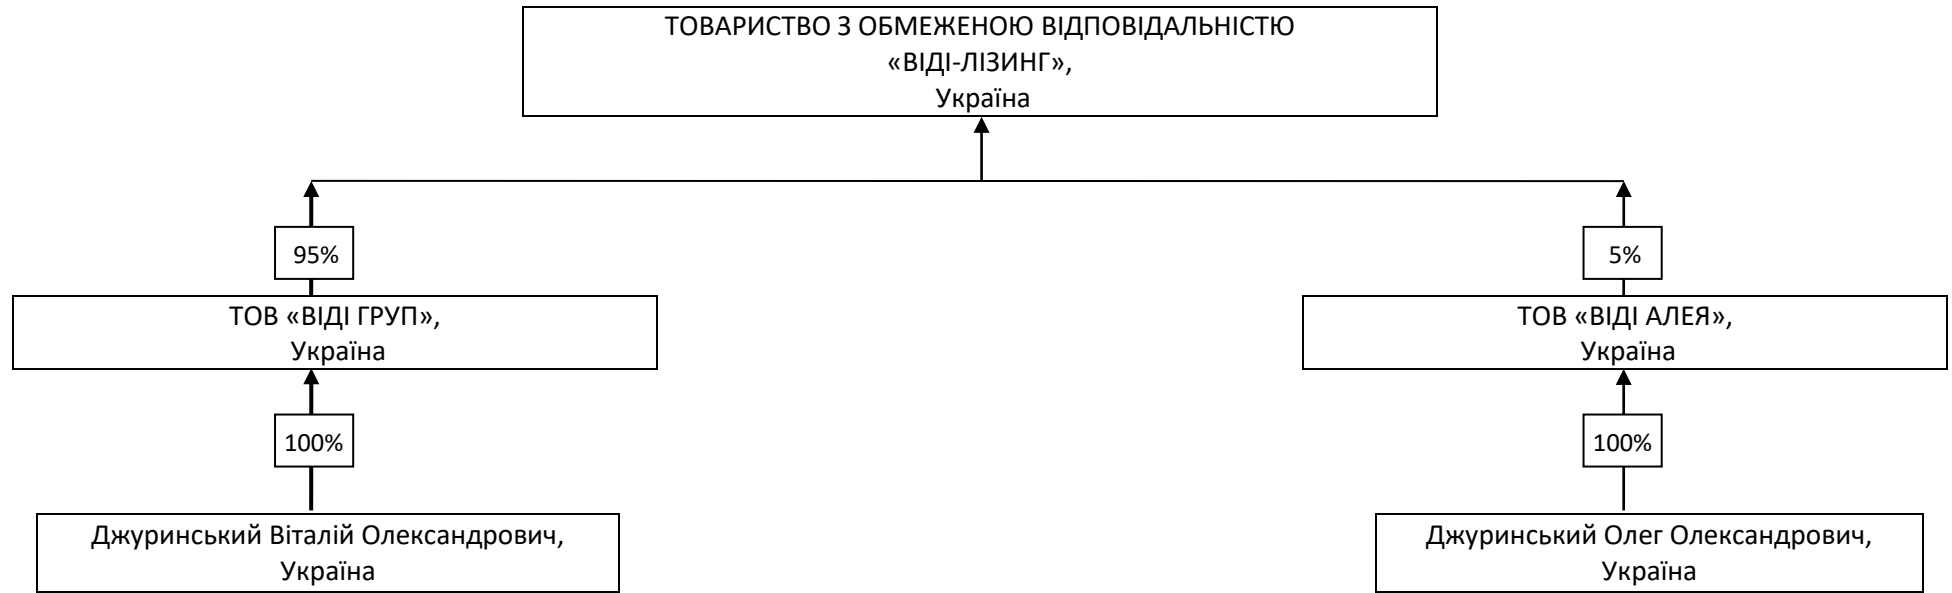 ТОВАРИСТВО З ОБМЕЖЕНОЮ ВІДПОВІДАЛЬНІСТЮ
«ВІДІ-ЛІЗИНГ»,
Україна
95%
5%
ТОВ «ВІДІ ГРУП»,
Україна
ТОВ «ВІДІ АЛЕЯ»,
Україна
100%
100%
Джуринський Віталій Олександрович,
Україна
Джуринський Олег Олександрович,
Україна